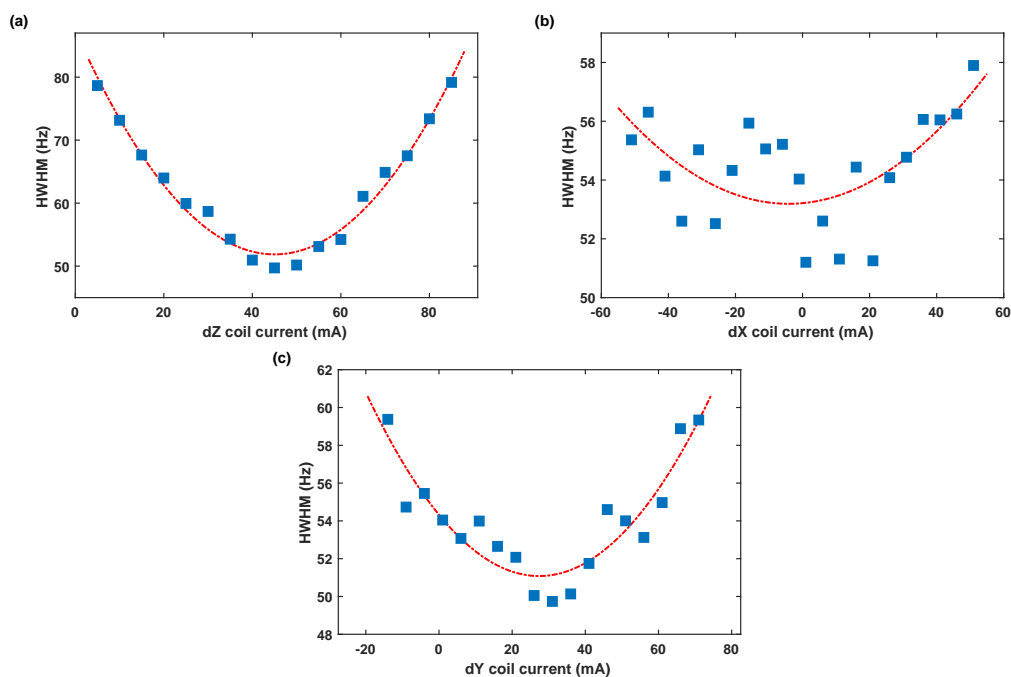 (a)
HWHM (Hz)
80
70
60
50
0 20 40 60 80
dZ coil current (mA)
(b)
HWHM (Hz)
58
56
54
52
50
-60 -40 -20 0 20 40 60
dX coil current (mA)
(c)
HWHM (Hz)
62
60
58
56
54
52
50
48
-20 0 20 40 60 80
dY coil current (mA)